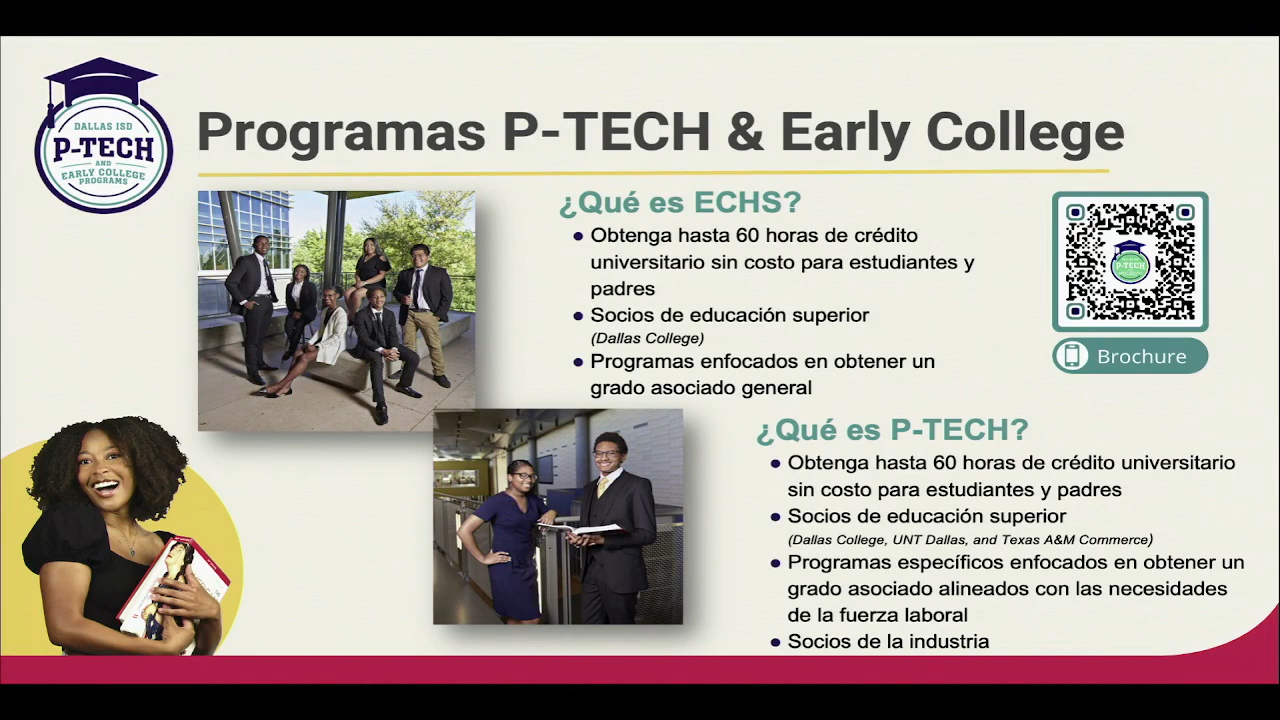 DALLAS ISD
P-TECH
AND
EARLY COLLEGE
PROGRAMS
Programas P-TECH & Early College
¿Qué es ECHS?
● Obtenga hasta 60 horas de crédito
universitario sin costo para estudiantes y
padres
● Socios de educación superior
(Dallas College)
● Programas enfocados en obtener un
grado asociado general
P-TECH
Brochure
¿Qué es P-TECH?
● Obtenga hasta 60 horas de crédito universitario
sin costo para estudiantes y padres
● Socios de educación superior
(Dallas College, UNT Dallas, and Texas A&M Commerce)
● Programas específicos enfocados en obtener un
grado asociado alineados con las necesidades
de la fuerza laboral
● Socios de la industria